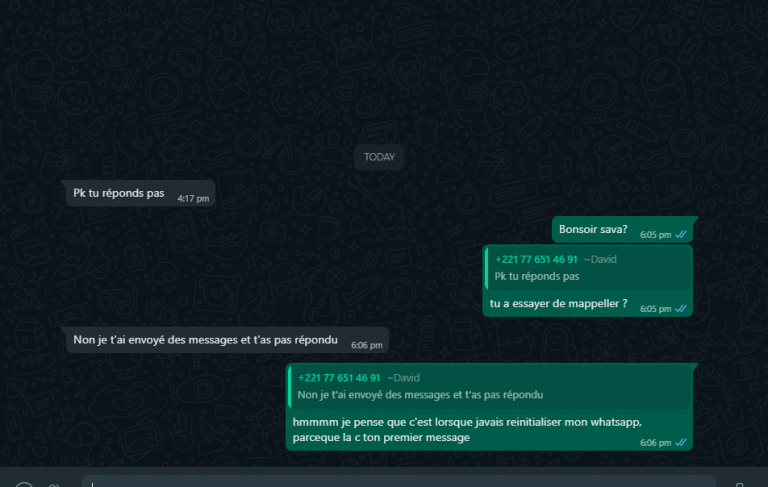 TODAY
Pk tu réponds pas
4:17 pm
Bonsoir sava?
6:05 pm
+221 77 651 46 91 ~David
Pk tu réponds pas
tu a essayer de mappeller ?
6:05 pm
Non je t'ai envoyé des messages et t'as pas répondu
6:06 pm
+221 77 651 46 91 ~David
Non je t'ai envoyé des messages et t'as pas répondu
hmmmm je pense que c'est lorsque javais reinitialiser mon whatsapp,
parceque la c ton premier message
6:06 pm